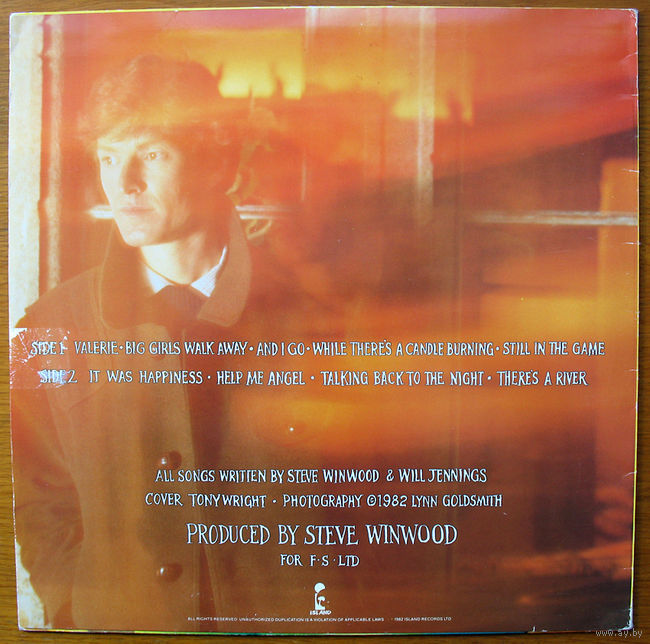 SIDE 1 VALERIE • BIG GIRLS WALK AWAY • AND I GO • WHILE THERE'S A CANDLE BURNING • STILL IN THE GAME
SIDE 2 IT WAS HAPPINESS • HELP ME ANGEL • TALKING BACK TO THE NIGHT • THERE'S A RIVER
ALL SONGS WRITTEN BY STEVE WINWOOD & WILL JENNINGS
COVER TONY WRIGHT • PHOTOGRAPHY ©1982 LYNN GOLDSMITH
PRODUCED BY STEVE WINWOOD
FOR F·S·LTD
ISLAND
ALL RIGHTS RESERVED. UNAUTHORIZED DUPLICATION IS A VIOLATION OF APPLICABLE LAWS 1982 ISLAND RECORDS LTD
www.ay.by